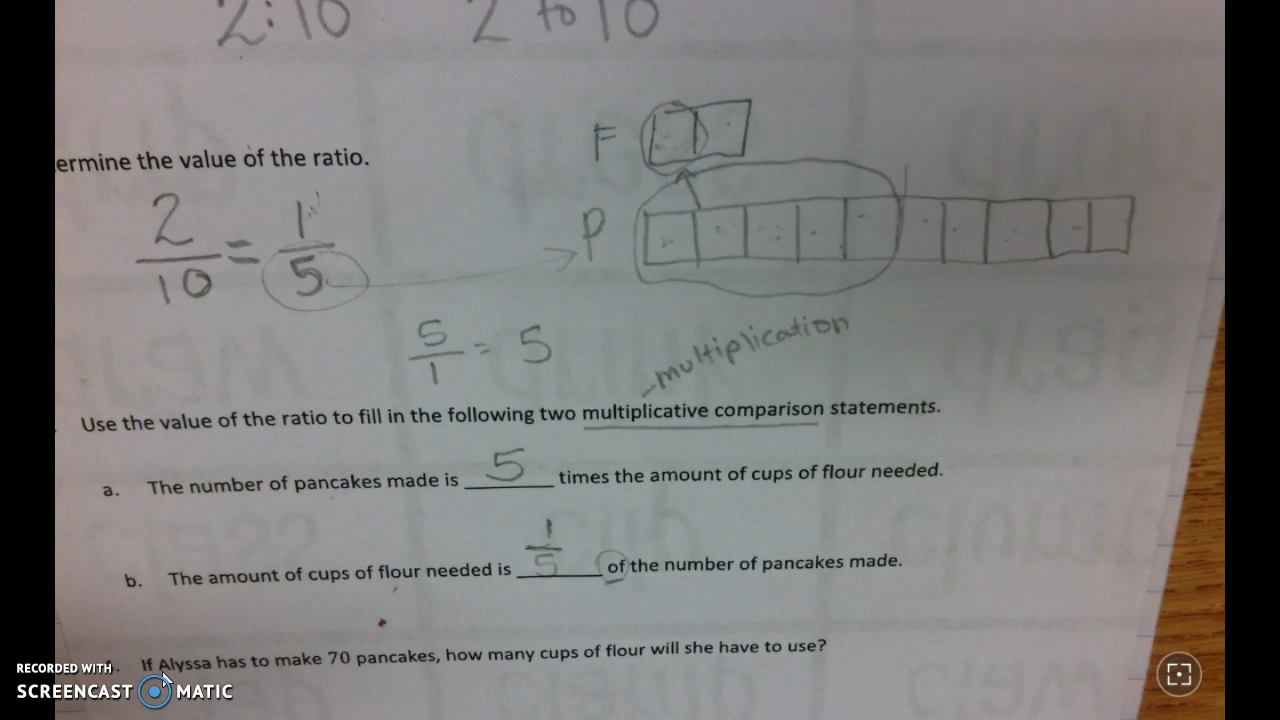 2:10 2 to 10
F
ermine the value of the ratio.
P
2/10 = 1/5
5/1 = 5
multiplication
Use the value of the ratio to fill in the following two multiplicative comparison statements.
a. The number of pancakes made is 5 times the amount of cups of flour needed.
b. The amount of cups of flour needed is 1/5 of the number of pancakes made.
If Alyssa has to make 70 pancakes, how many cups of flour will she have to use?
RECORDED WITH
SCREENCAST MATIC